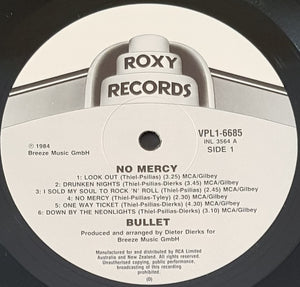 ROXY
RECORDS
VPL1-6685
INL 3564 A
SIDE 1
℗ 1984
Breeze Music GmbH
NO MERCY
1: LOOK OUT (Thiel-Psilias) (3.25) MCA/Gilbey
2: DRUNKEN NIGHTS (Thiel-Psilias-Dierks) (3.45) MCA/Gilbey
3: I SOLD MY SOUL TO ROCK 'N' ROLL (Thiel-Psilias) (2.45) MCA/Gilbey
4: NO MERCY (Thiel-Psilias-Tyley) (3.30) MCA/Gilbey
5: ONE WAY TICKET (Thiel-Psilias) (5.00) MCA/Gilbey
6: DOWN BY THE NEONLIGHTS (Thiel-Psilias-Dierks) (3.10) MCA/Gilbey
BULLET
Produced and arranged by Dieter Dierks for
Breeze Music GmbH
Manufactured for and distributed by RCA Limited
Australia and New Zealand. All rights reserved.
Unauthorised copying, public performance,
broadcasting of this recording
prohibited.